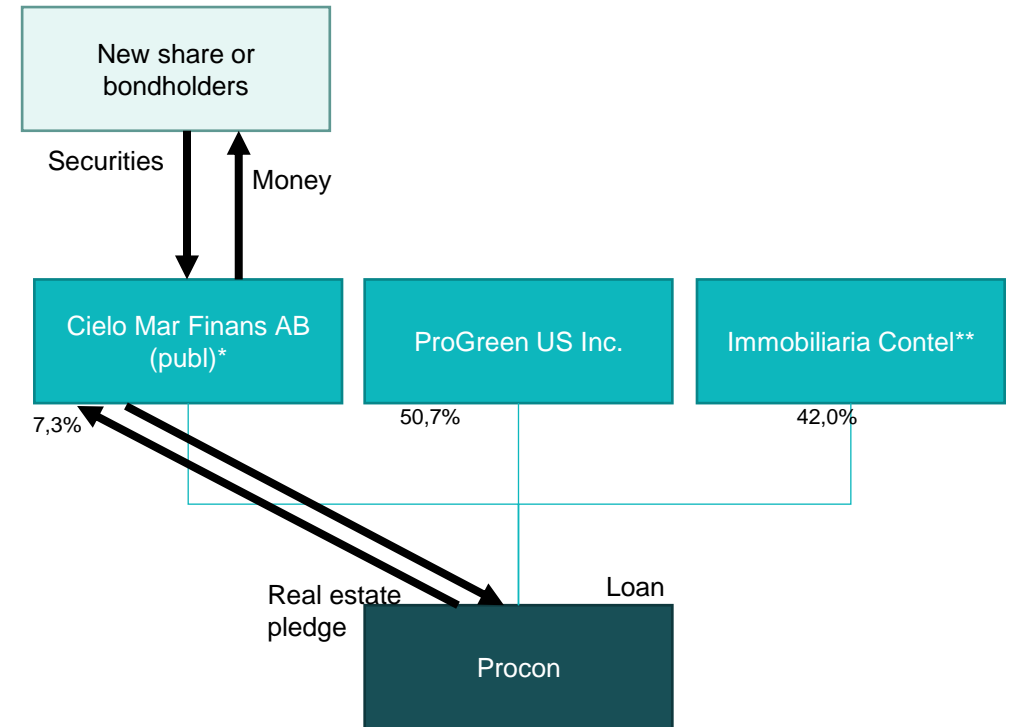 New share or
bondholders
Securities
Money
Cielo Mar Finans AB
(publ)*
ProGreen US Inc.
Immobiliaria Contel**
7,3%
50,7%
42,0%
Real estate
pledge
Loan
Procon